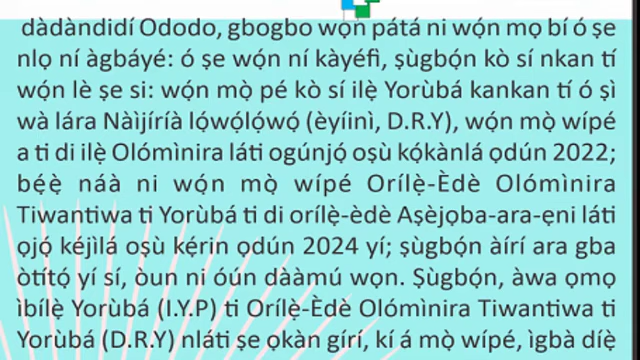 dàdàndidí Ododo, gbogbo wọ́n pátá ni wọ́n mọ bí ó ṣe
nlọ ní àgbáyé: ó ṣe wọ́n ní kàyéfì, ṣùgbọ́n kò sí nkan tí
wọ́n lè ṣe si: wọ́n mọ̀ pé kò sí ilẹ̀ Yorùbá kankan tí ó ṣì
wà lára Nàìjíríà lọ́wọ́lọ́wọ́ (èyíinì, D.R.Y), wọ́n mọ̀ wípé
a ti di ilẹ̀ Olómìnira láti ogúnjọ́ oṣù kọ́kànlá ọdún 2022;
bẹ́ẹ̀ náà ni wọ́n mọ̀ wípé Orílẹ̀-Èdè Olómìnira
Tiwantiwa ti Yorùbá ti di orílẹ̀-èdè Aṣèjọba-ara-ẹni láti
ọjọ́ kéjìlá oṣù kẹ́rin ọdún 2024 yí; ṣùgbọ́n àírí ara gba
òtítọ́ yí sí, òun ni óún dààmú wọn. Ṣùgbọ́n, àwa ọmọ
ìbílẹ̀ Yorùbá (I.Y.P) ti Orílẹ̀-Èdè Olómìnira Tiwantiwa ti
Yorùbá (D.R.Y) nláti ṣe ọkàn gírí, kí á mọ̀ wípé, ìgbà díẹ̀